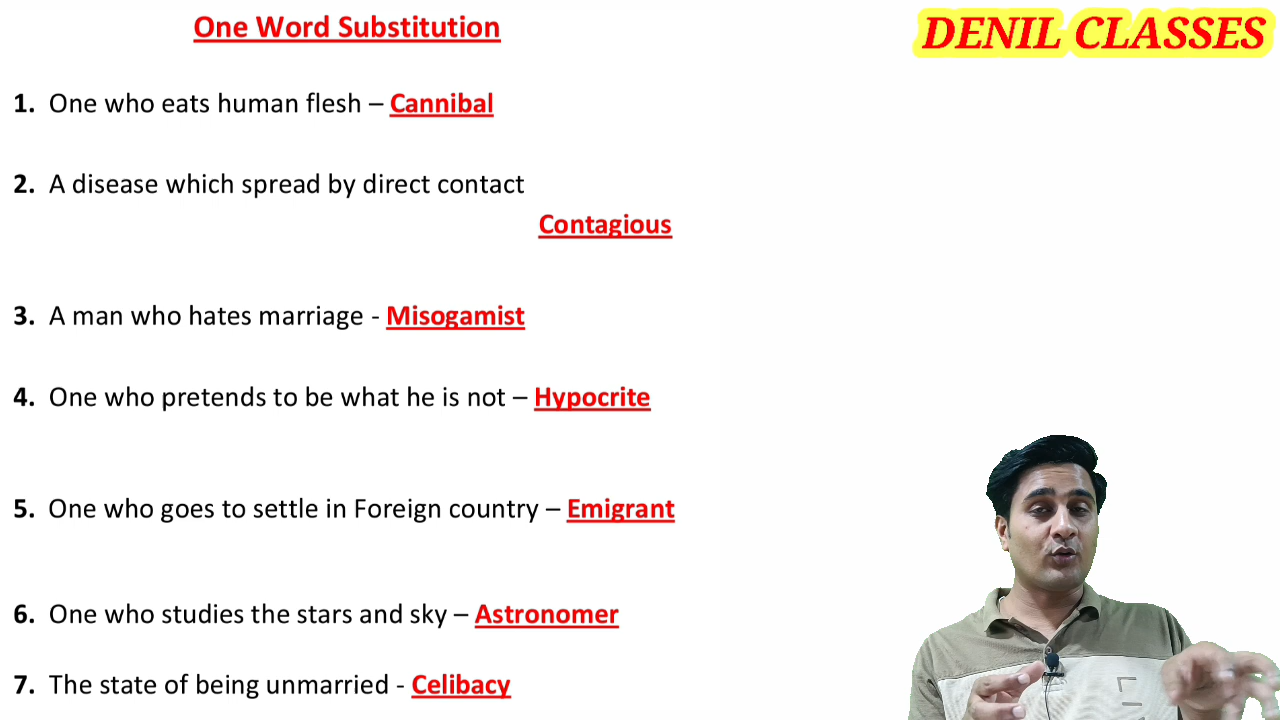 One Word Substitution
DENIL CLASSES
1. One who eats human flesh – Cannibal
2. A disease which spread by direct contact
Contagious
3. A man who hates marriage - Misogamist
4. One who pretends to be what he is not – Hypocrite
5. One who goes to settle in Foreign country – Emigrant
6. One who studies the stars and sky – Astronomer
7. The state of being unmarried - Celibacy